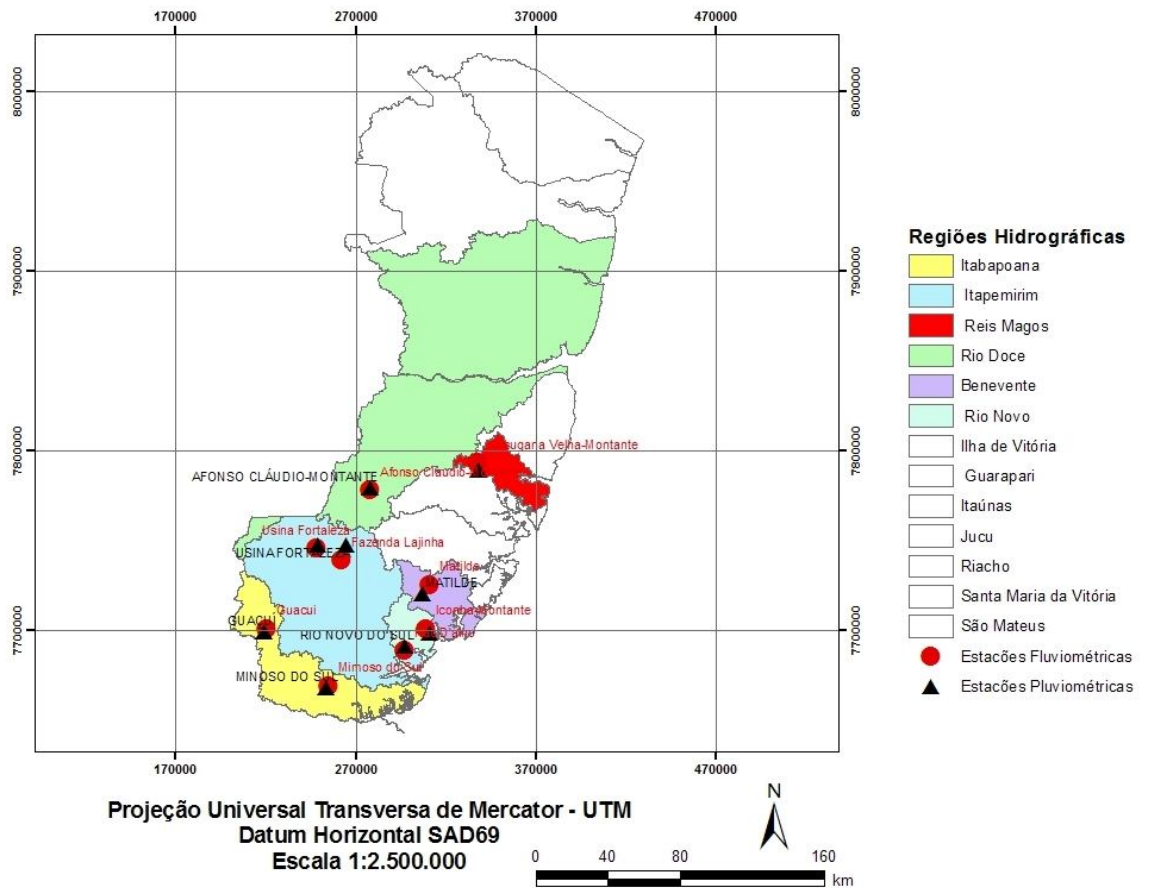 170000 270000 370000 470000
8000000 8000000
7900000 7900000
7800000 7800000
7700000 7700000
ugana Velha-Montante
AFONSO CLÁUDIO-MONTANTE
Afonso Cláudio-
Usina Fortaleza
USINA FORTALEZA
Fazenda Lajinha
Matilde
MATILDE
Guacui
GUAÇUÍ
Montante
RIO NOVO DO SUL
Mimoso do Sul
MINOSO DO SUL
170000 270000 370000 470000
Regiões Hidrográficas
Itabapoana
Itapemirim
Reis Magos
Rio Doce
Benevente
Rio Novo
Ilha de Vitória
Guarapari
Itaúnas
Jucu
Riacho
Santa Maria da Vitória
São Mateus
Estacões Fluviométricas
Estacões Pluviométricas
Projeção Universal Transversa de Mercator - UTM
Datum Horizontal SAD69
Escala 1:2.500.000
N
0 40 80 160
km